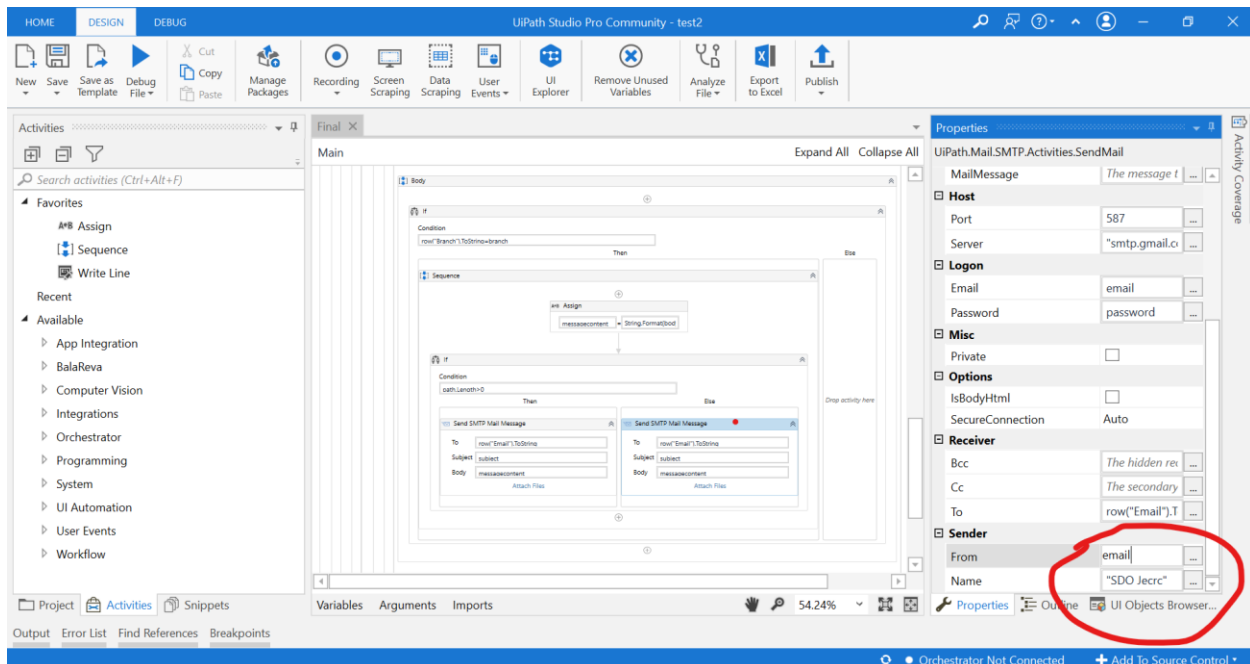 HOME DESIGN DEBUG UiPath Studio Pro Community - test2
New Save Save as Template Debug File Cut Copy Paste Manage Packages Recording Screen Scraping Data Scraping User Events UI Explorer Remove Unused Variables Analyze File Export to Excel Publish
Activities
Search activities (Ctrl+Alt+F)
Favorites
A*B Assign
Sequence
Write Line
Recent
Available
App Integration
BalaReva
Computer Vision
Integrations
Orchestrator
Programming
System
UI Automation
User Events
Workflow
Project Activities Snippets
Final
Main Expand All Collapse All
Body
If
Condition
row("Branch").ToString=branch
Then Else
Sequence
A*B Assign
messagecontent = String.Format(bod
If
Condition
path.Length>0
Then Else
Drop activity here
Send SMTP Mail Message Send SMTP Mail Message
To row("Email").ToString To row("Email").ToString
Subject subject Subject subject
Body messagecontent Body messagecontent
Attach Files Attach Files
Variables Arguments Imports 54.24%
Properties
UiPath.Mail.SMTP.Activities.SendMail
MailMessage The message t ...
Host
Port 587 ...
Server "smtp.gmail.co ...
Logon
Email email ...
Password password ...
Misc
Private
Options
IsBodyHtml
SecureConnection Auto
Receiver
Bcc The hidden rec ...
Cc The secondary ...
To row("Email").T ...
Sender
From email ...
Name "SDO Jecrc" ...
Properties Outline UI Objects Browser...
Activity Coverage
Output Error List Find References Breakpoints
Orchestrator Not Connected Add To Source Control